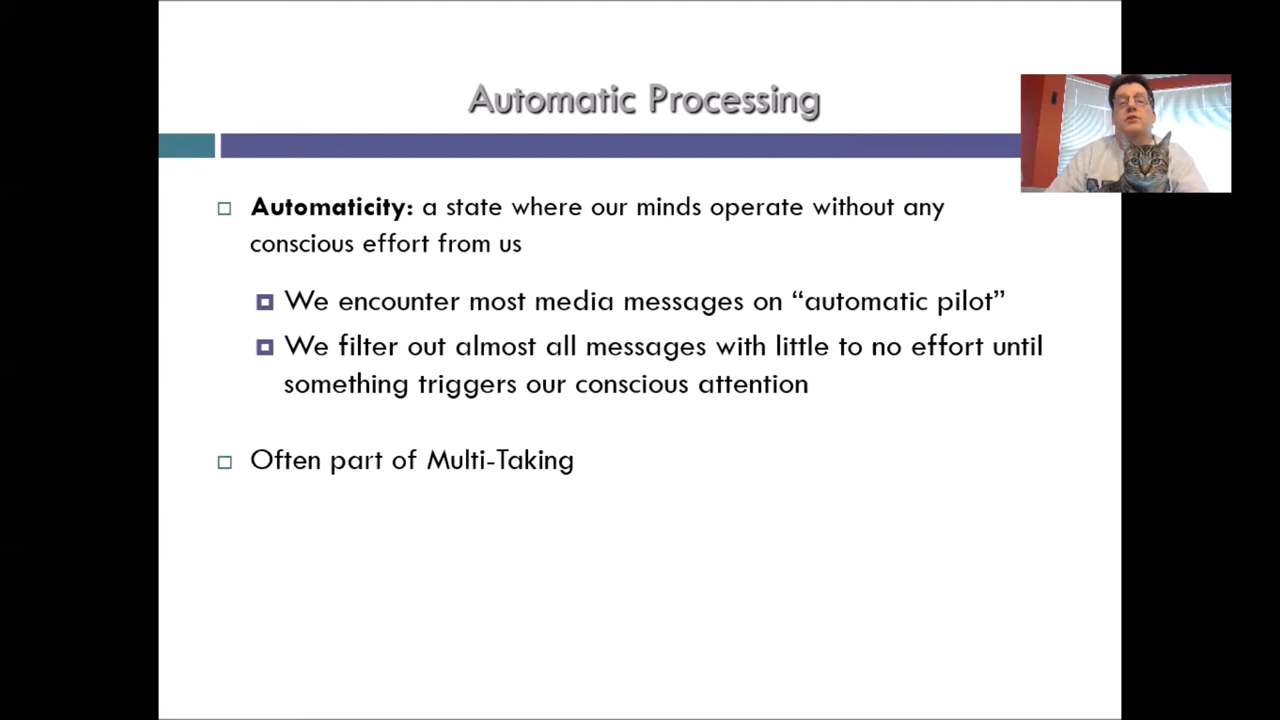 Automatic Processing
Automaticity: a state where our minds operate without any
conscious effort from us
We encounter most media messages on “automatic pilot”
We filter out almost all messages with little to no effort until
something triggers our conscious attention
Often part of Multi-Taking